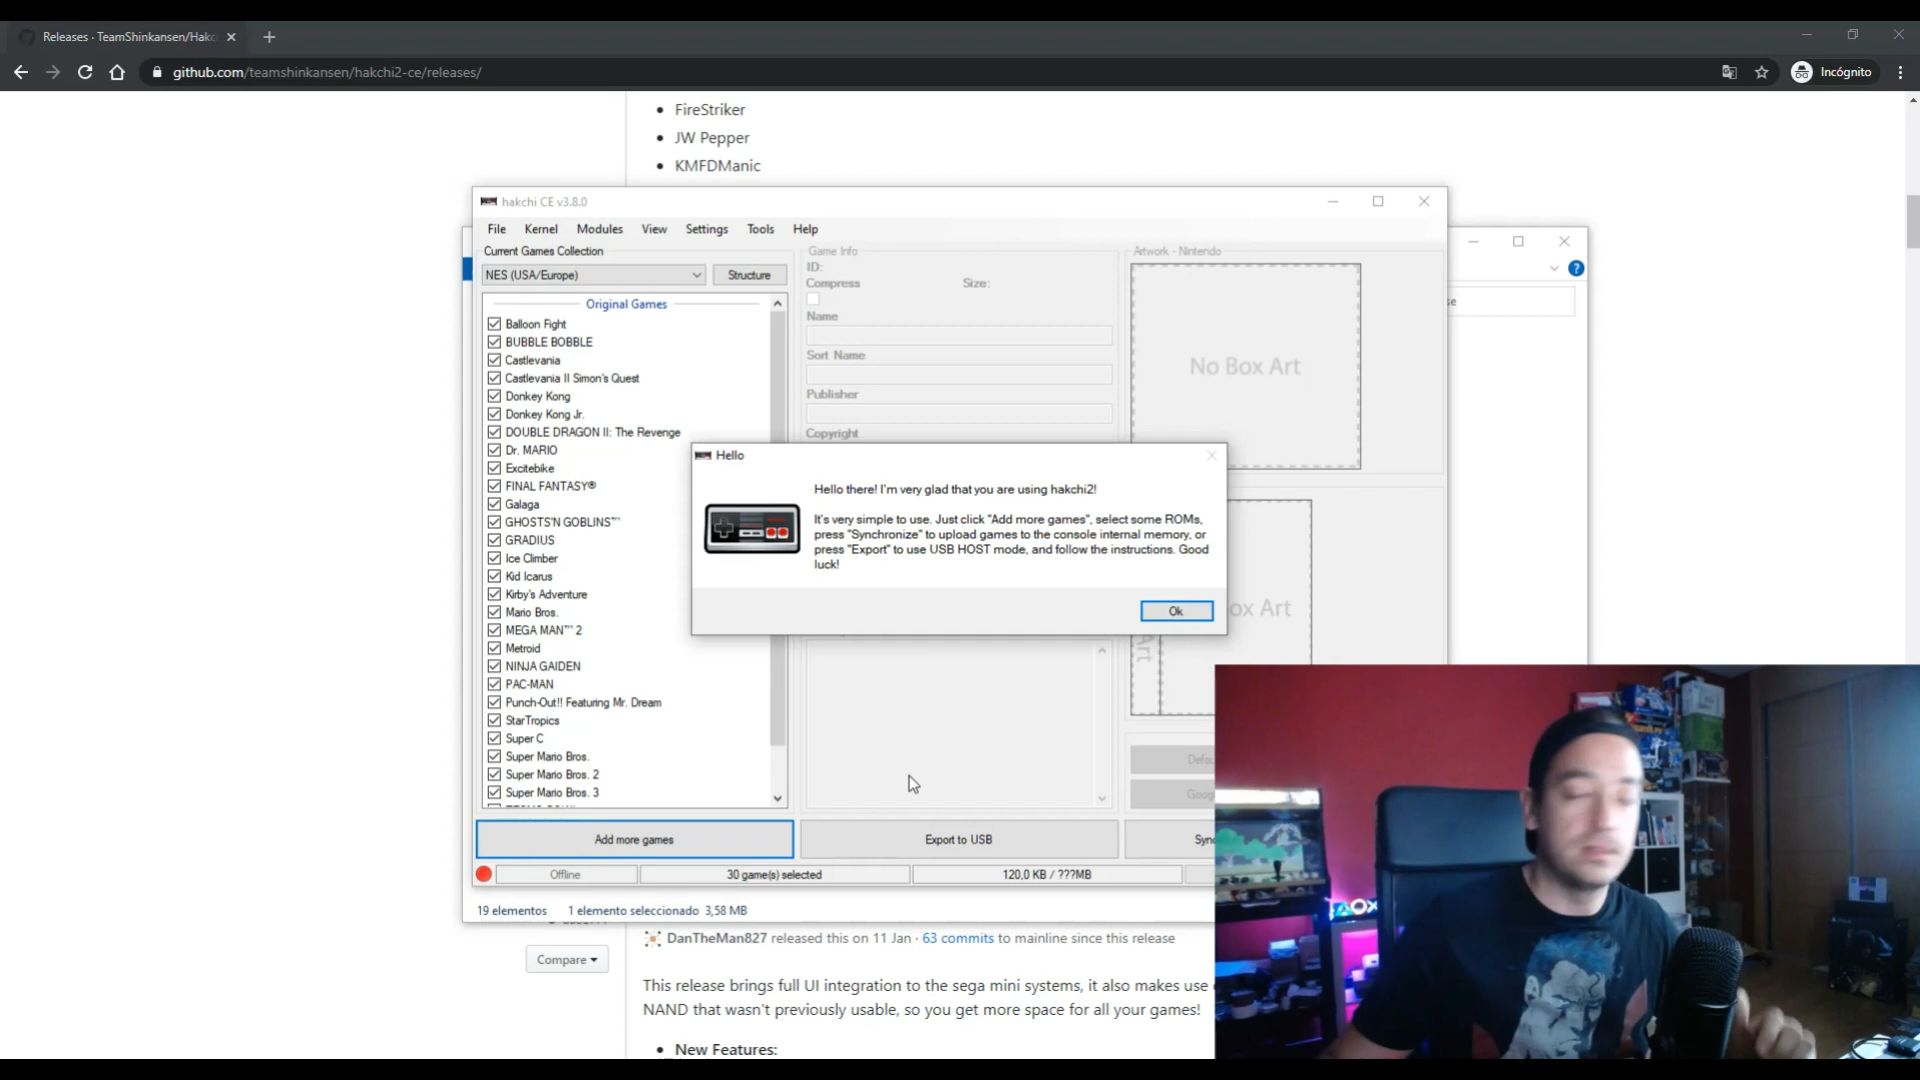 Releases · TeamShinkansen/Hakc
github.com/teamshinkansen/hakchi2-ce/releases/
Incógnito
FireStriker
JW Pepper
KMFDManic
hakchi CE v3.8.0
File Kernel Modules View Settings Tools Help
Current Games Collection
NES (USA/Europe)
Structure
Original Games
Balloon Fight
BUBBLE BOBBLE
Castlevania
Castlevania II Simon's Quest
Donkey Kong
Donkey Kong Jr.
DOUBLE DRAGON II: The Revenge
Dr. MARIO
Excitebike
FINAL FANTASY®
Galaga
GHOSTS'N GOBLINS™
GRADIUS
Ice Climber
Kid Icarus
Kirby's Adventure
Mario Bros.
MEGA MAN™ 2
Metroid
NINJA GAIDEN
PAC-MAN
Punch-Out!! Featuring Mr. Dream
StarTropics
Super C
Super Mario Bros.
Super Mario Bros. 2
Super Mario Bros. 3
Game Info
ID:
Compress
Size:
Name
Sort Name
Publisher
Copyright
Artwork - Nintendo
No Box Art
se
Hello
Hello there! I'm very glad that you are using hakchi2!
It's very simple to use. Just click "Add more games", select some ROMs,
press "Synchronize" to upload games to the console internal memory, or
press "Export" to use USB HOST mode, and follow the instructions. Good
luck!
Ok
ox Art
Art
Defau
Goog
Add more games
Export to USB
Sync
Offline
30 game(s) selected
120,0 KB / ???MB
19 elementos 1 elemento seleccionado 3,58 MB
DanTheMan827 released this on 11 Jan · 63 commits to mainline since this release
Compare
This release brings full UI integration to the sega mini systems, it also makes use
NAND that wasn't previously usable, so you get more space for all your games!
New Features: